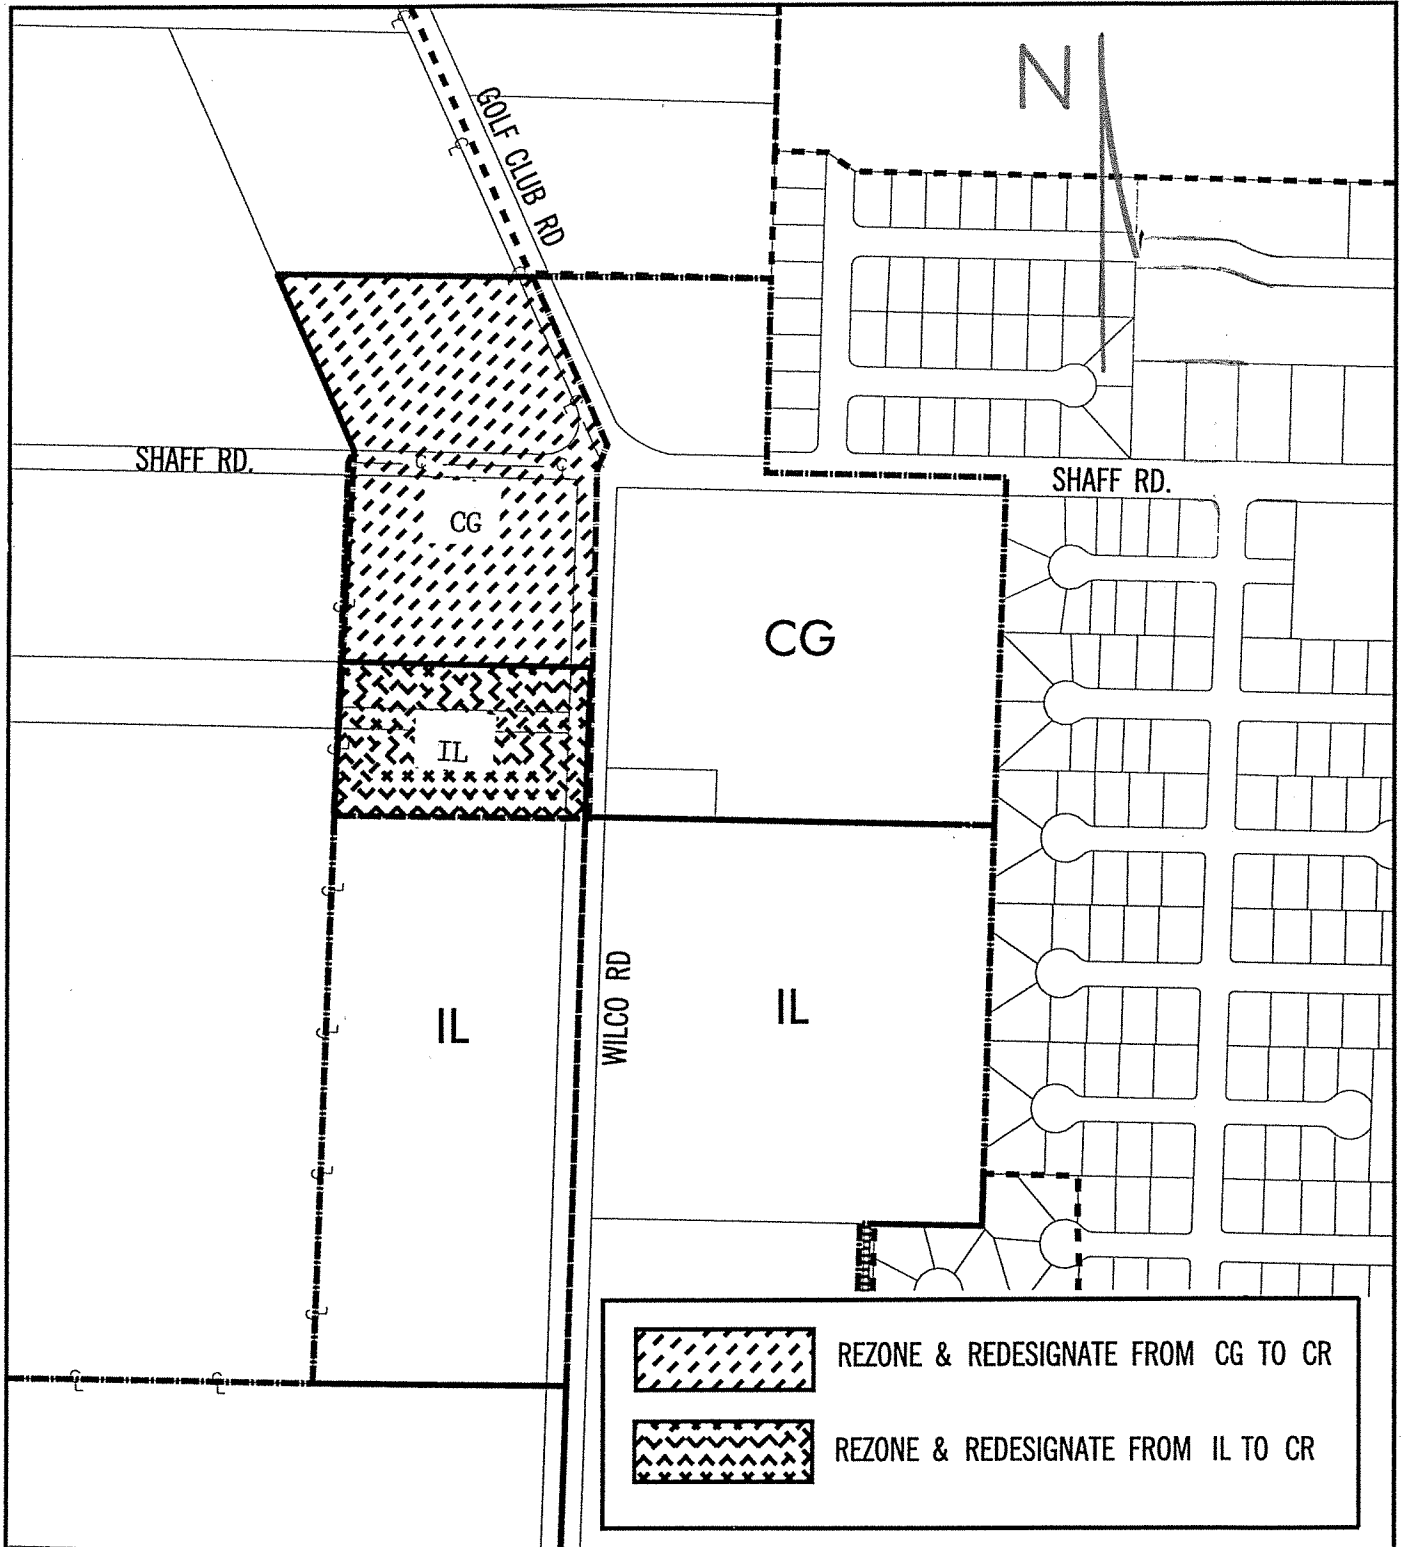 N
GOLF CLUB RD
SHAFF RD.
SHAFF RD.
CG
CG
IL
IL
IL
WILCO RD
REZONE & REDESIGNATE FROM CG TO CR
REZONE & REDESIGNATE FROM IL TO CR